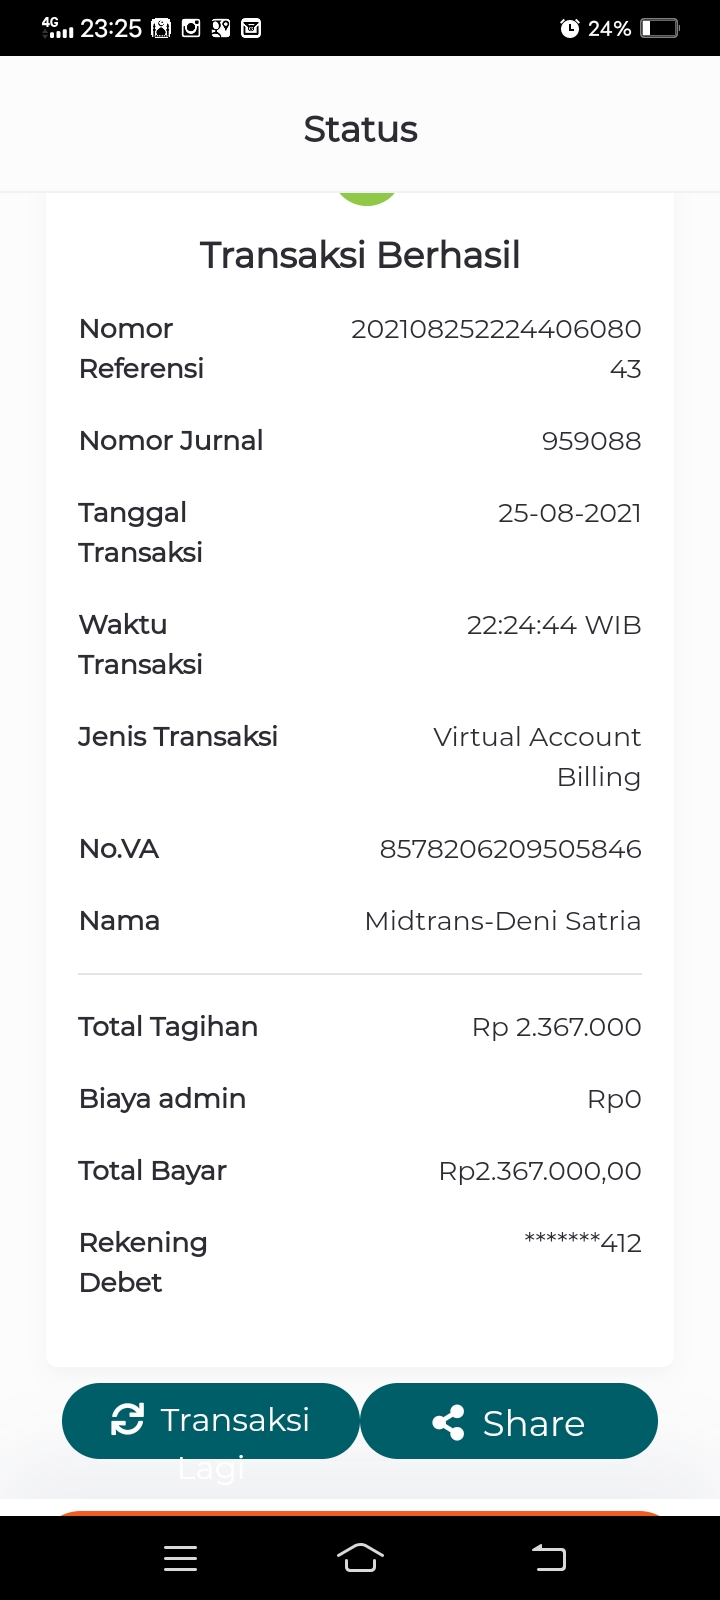 4G 23:25 24%
Status
Transaksi Berhasil
Nomor 202108252224406080
Referensi 43
Nomor Jurnal 959088
Tanggal 25-08-2021
Transaksi
Waktu 22:24:44 WIB
Transaksi
Jenis Transaksi Virtual Account
Billing
No.VA 8578206209505846
Nama Midtrans-Deni Satria
Total Tagihan Rp 2.367.000
Biaya admin Rp0
Total Bayar Rp2.367.000,00
Rekening *******412
Debet
Transaksi Share
Lagi